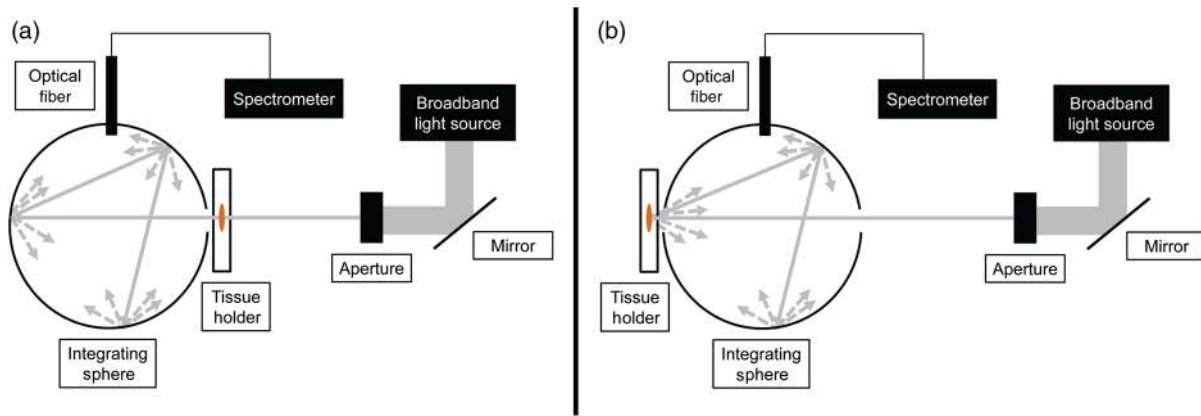 (a)
Optical
fiber
Spectrometer
Broadband
light source
Mirror
Aperture
Tissue
holder
Integrating
sphere
(b)
Optical
fiber
Spectrometer
Broadband
light source
Mirror
Aperture
Tissue
holder
Integrating
sphere